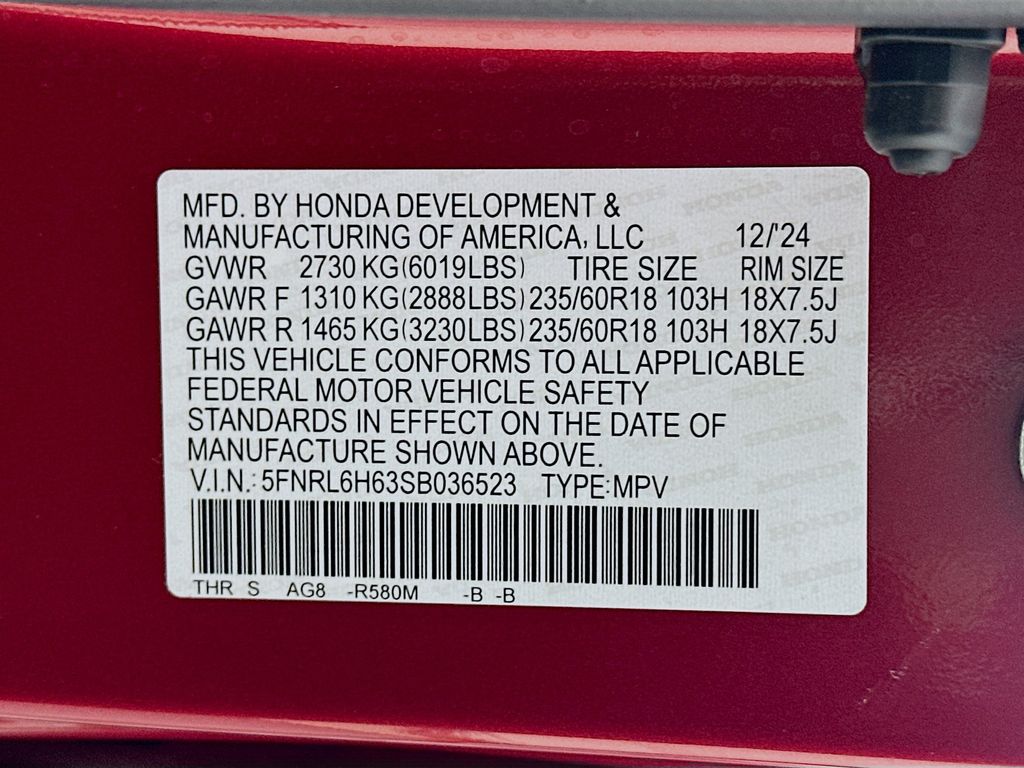 MFD. BY HONDA DEVELOPMENT &
MANUFACTURING OF AMERICA, LLC 12/'24
GVWR 2730 KG(6019LBS) TIRE SIZE RIM SIZE
GAWR F 1310 KG(2888LBS) 235/60R18 103H 18X7.5J
GAWR R 1465 KG(3230LBS) 235/60R18 103H 18X7.5J
THIS VEHICLE CONFORMS TO ALL APPLICABLE
FEDERAL MOTOR VEHICLE SAFETY
STANDARDS IN EFFECT ON THE DATE OF
MANUFACTURE SHOWN ABOVE.
V.I.N.: 5FNRL6H63SB036523 TYPE:MPV
THR S AG8 -R580M -B -B